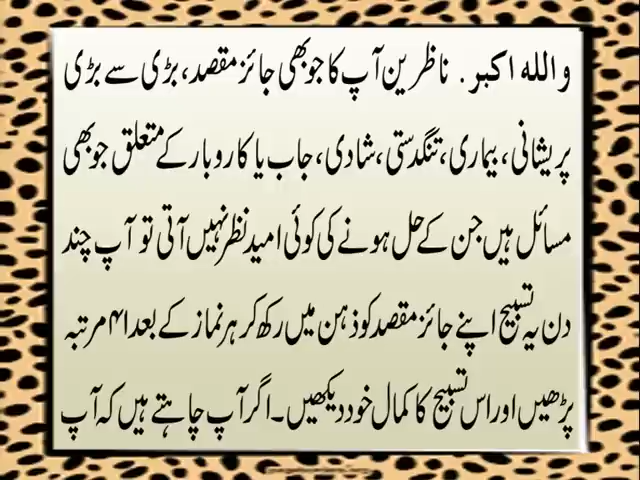 و الله اکبر. ناظرین آپ کا جو بھی جائز مقصد، بڑی سے بڑی
پریشانی، بیماری، تنگدستی، شادی، جاب یا کاروبار کے متعلق جو بھی
مسائل ہیں جن کے حل ہونے کی کوئی امید نظر نہیں آتی تو آپ چند
دن یہ تسبیح اپنے جائز مقصد کو ذہن میں رکھ کر ہر نماز کے بعد ۴۱ مرتبہ
پڑھیں اور اس تسبیح کا کمال خود دیکھیں۔ اگر آپ چاہتے ہیں کہ آپ